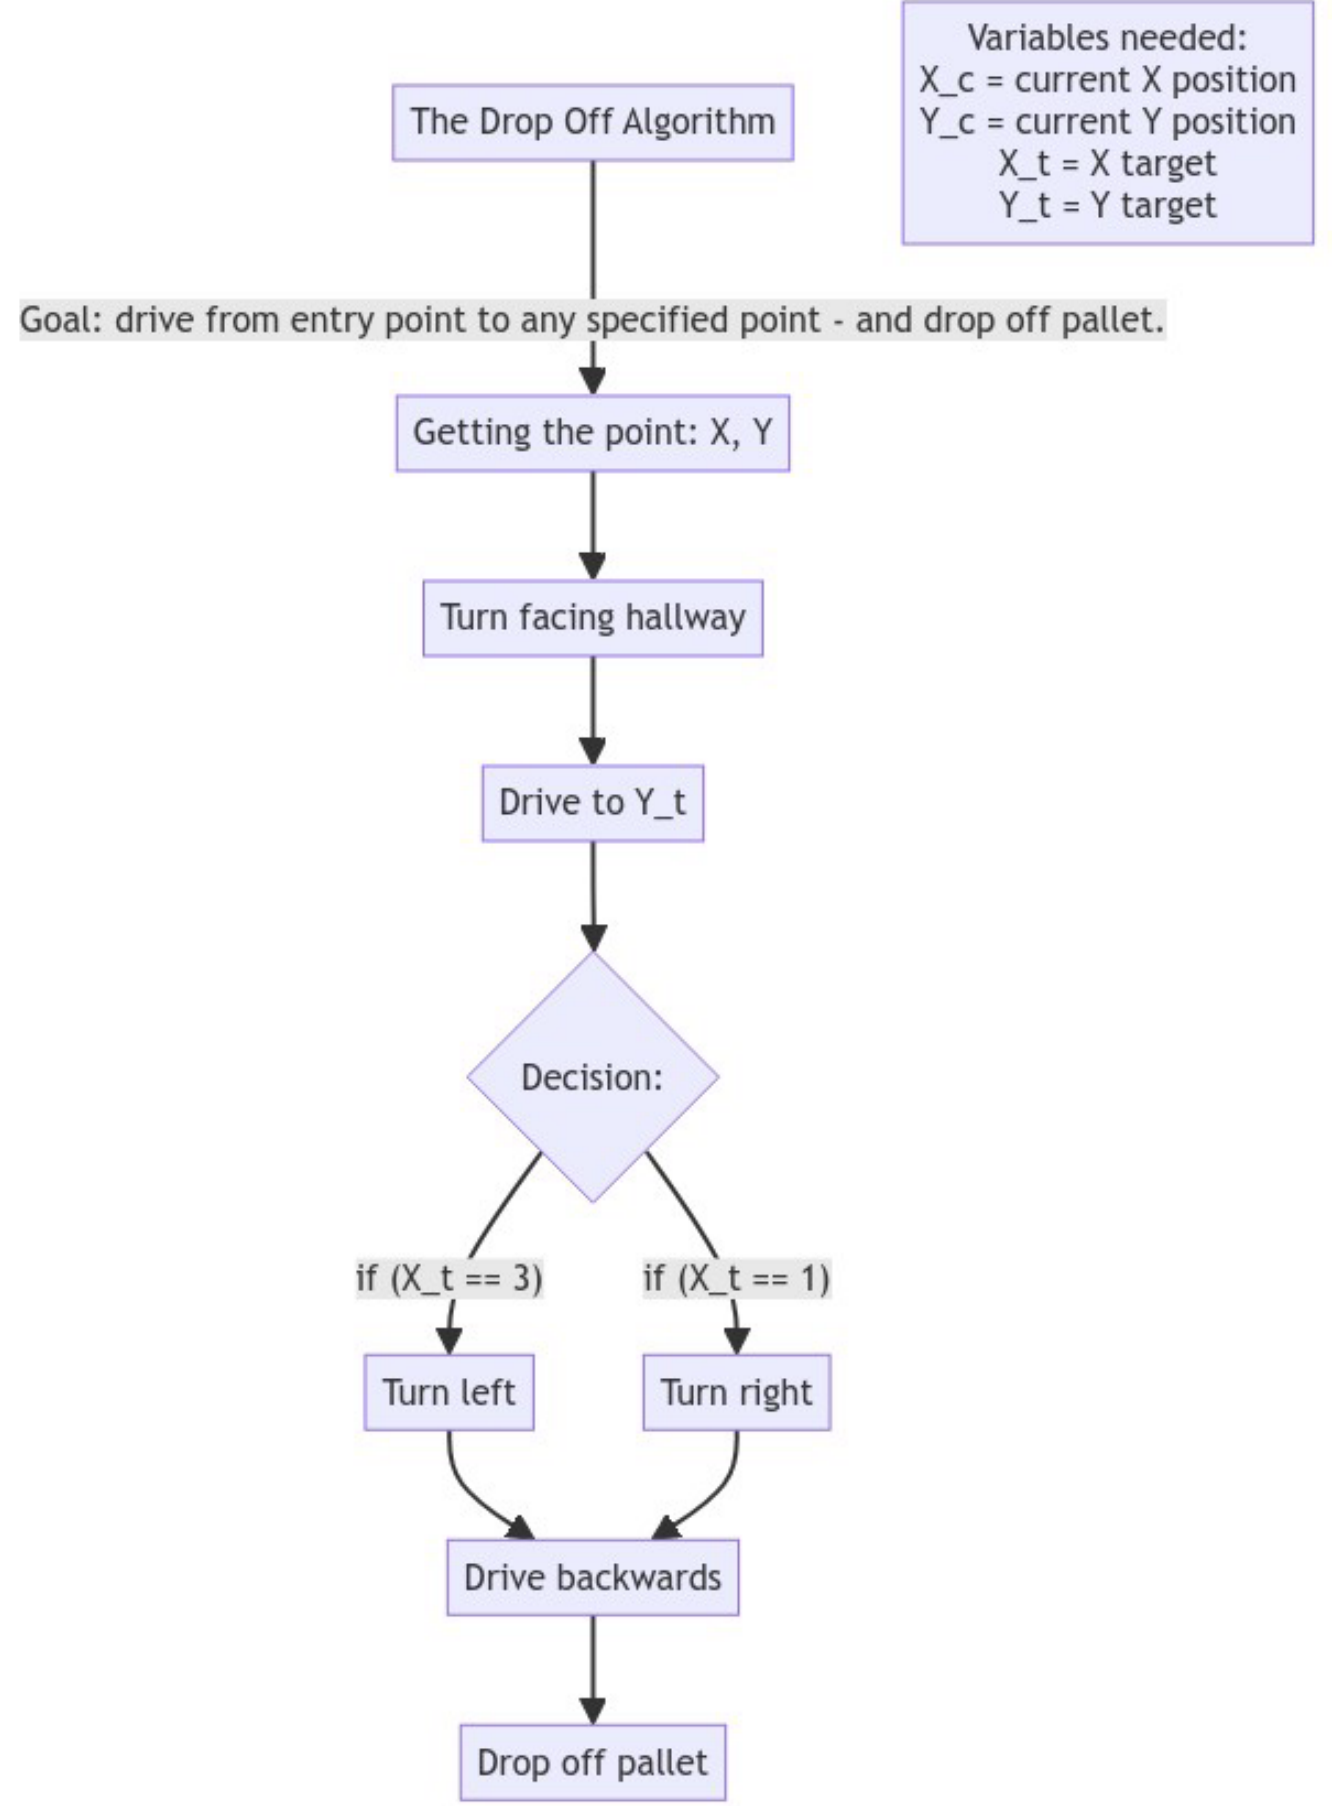 Variables needed:
X_c = current X position
Y_c = current Y position
X_t = X target
Y_t = Y target
The Drop Off Algorithm
Goal: drive from entry point to any specified point - and drop off pallet.
Getting the point: X, Y
Turn facing hallway
Drive to Y_t
Decision:
if (X_t == 3)
if (X_t == 1)
Turn left
Turn right
Drive backwards
Drop off pallet